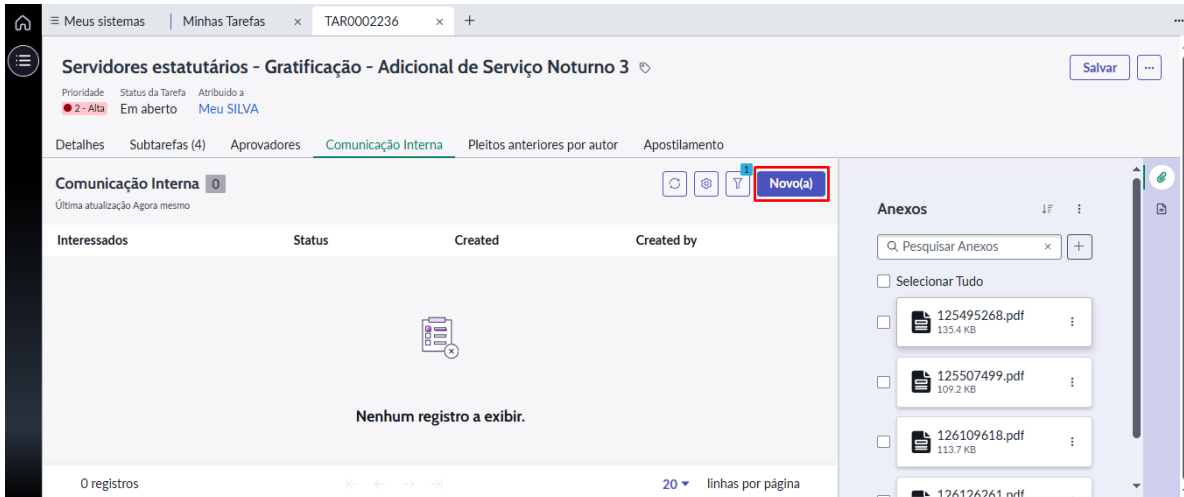 ≡ Meus sistemas | Minhas Tarefas × TAR0002236 × +
Servidores estatutários - Gratificação - Adicional de Serviço Noturno 3
Salvar ...
Prioridade Status da Tarefa Atribuído a
2 - Alta Em aberto Meu SILVA
Detalhes Subtarefas (4) Aprovadores Comunicação Interna Pleitos anteriores por autor Apostilamento
Comunicação Interna 0
1
Novo(a)
Última atualização Agora mesmo
Interessados Status Created Created by
Nenhum registro a exibir.
0 registros
20 linhas por página
Anexos
Pesquisar Anexos ×
Selecionar Tudo
125495268.pdf
135.4 KB
125507499.pdf
109.2 KB
126109618.pdf
113.7 KB
126126261.pdf